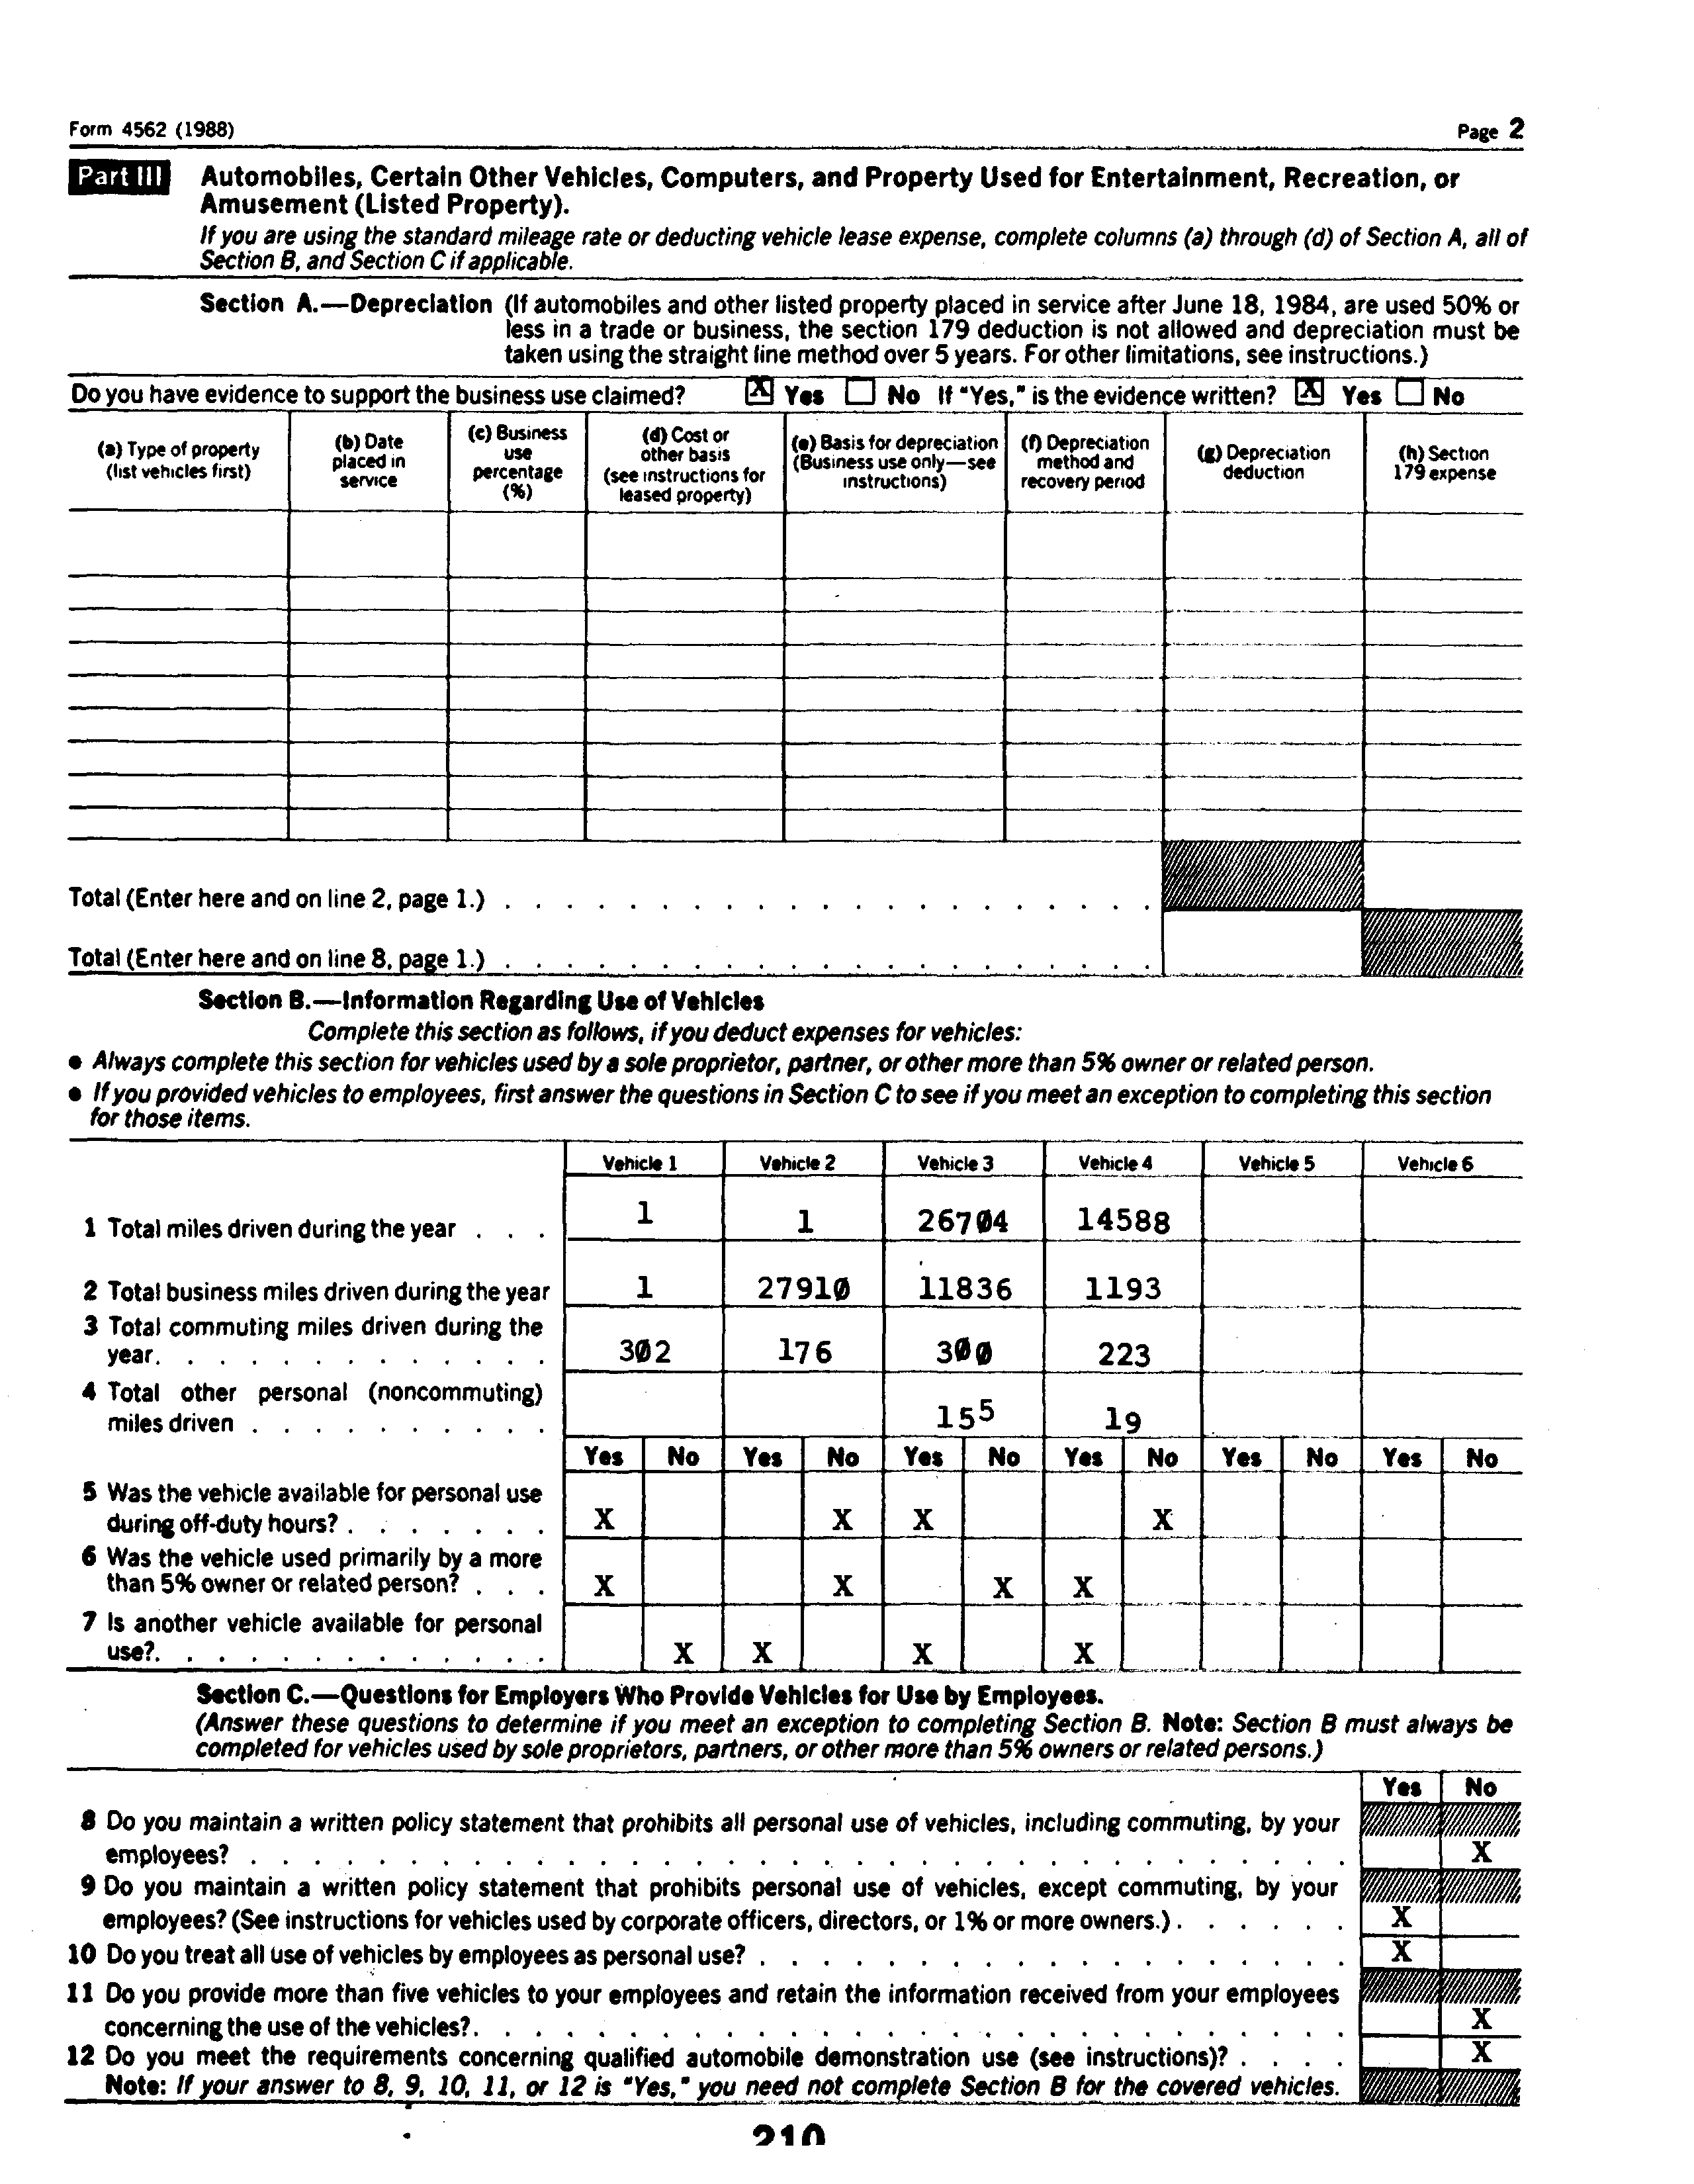 Form 4562 (1988) Page 2
Part III Automobiles, Certain Other Vehicles, Computers, and Property Used for Entertainment, Recreation, or
Amusement (Listed Property).
If you are using the standard mileage rate or deducting vehicle lease expense, complete columns (a) through (d) of Section A, all of
Section B, and Section C if applicable.
Section A.—Depreciation (If automobiles and other listed property placed in service after June 18, 1984, are used 50% or
less in a trade or business, the section 179 deduction is not allowed and depreciation must be
taken using the straight line method over 5 years. For other limitations, see instructions.)
Do you have evidence to support the business use claimed? X Yes No If "Yes," is the evidence written? X Yes No
(a) Type of property
(list vehicles first)
(b) Date
placed in
service
(c) Business
use
percentage
(%)
(d) Cost or
other basis
(see instructions for
leased property)
(e) Basis for depreciation
(Business use only—see
instructions)
(f) Depreciation
method and
recovery period
(g) Depreciation
deduction
(h) Section
179 expense
Total (Enter here and on line 2, page 1.) . . . . . . . . . . . . . . . . . . . . .
Total (Enter here and on line 8, page 1.) . . . . . . . . . . . . . . . . . . . . .
Section B.—Information Regarding Use of Vehicles
Complete this section as follows, if you deduct expenses for vehicles:
● Always complete this section for vehicles used by a sole proprietor, partner, or other more than 5% owner or related person.
● If you provided vehicles to employees, first answer the questions in Section C to see if you meet an exception to completing this section
for those items.
Vehicle 1 Vehicle 2 Vehicle 3 Vehicle 4 Vehicle 5 Vehicle 6
1 Total miles driven during the year . . . 1 1 26704 14588
2 Total business miles driven during the year 1 27910 11836 1193
3 Total commuting miles driven during the
year. . . . . . . . . . . . . 302 176 300 223
4 Total other personal (noncommuting)
miles driven . . . . . . . . . . 155 19
Yes No Yes No Yes No Yes No Yes No Yes No
5 Was the vehicle available for personal use
during off-duty hours? . . . . . . . X X X X
6 Was the vehicle used primarily by a more
than 5% owner or related person? . . . X X X X
7 Is another vehicle available for personal
use?. . . . . . . . . . . . . X X X X
Section C.—Questions for Employers Who Provide Vehicles for Use by Employees.
(Answer these questions to determine if you meet an exception to completing Section B. Note: Section B must always be
completed for vehicles used by sole proprietors, partners, or other more than 5% owners or related persons.)
Yes No
8 Do you maintain a written policy statement that prohibits all personal use of vehicles, including commuting, by your
employees? . . . . . . . . . . . . . . . . . . . . . . . . . . . . . . . . . . . X
9 Do you maintain a written policy statement that prohibits personal use of vehicles, except commuting, by your
employees? (See instructions for vehicles used by corporate officers, directors, or 1% or more owners.) . . . . . . X
10 Do you treat all use of vehicles by employees as personal use? . . . . . . . . . . . . . . . . . . . X
11 Do you provide more than five vehicles to your employees and retain the information received from your employees
concerning the use of the vehicles?. . . . . . . . . . . . . . . . . . . . . . . . . . . . X
12 Do you meet the requirements concerning qualified automobile demonstration use (see instructions)? . . . . X
Note: If your answer to 8, 9, 10, 11, or 12 is "Yes," you need not complete Section B for the covered vehicles.
210